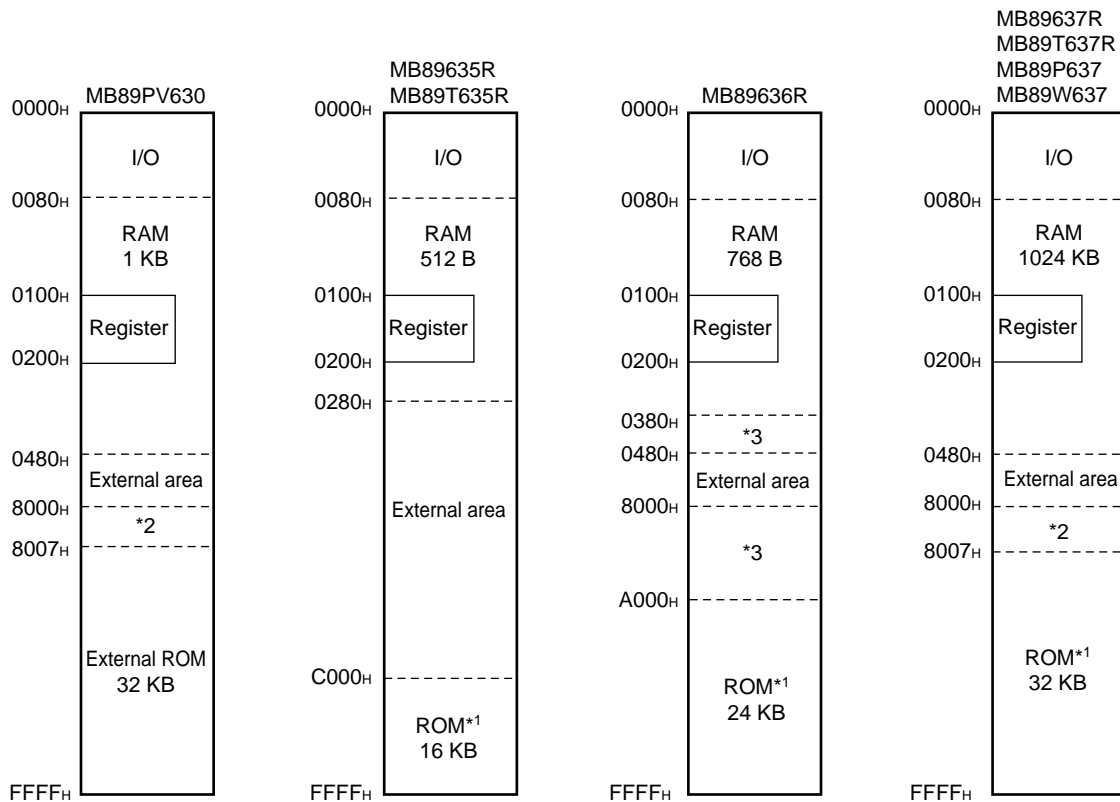 MB89PV630
0000H
I/O
0080H
RAM
1 KB
0100H
Register
0200H
0480H
External area
8000H
*2
8007H
External ROM
32 KB
FFFFH
MB89635R
MB89T635R
0000H
I/O
0080H
RAM
512 B
0100H
Register
0200H
0280H
External area
C000H
ROM*1
16 KB
FFFFH
MB89636R
0000H
I/O
0080H
RAM
768 B
0100H
Register
0200H
0380H
*3
0480H
External area
8000H
*3
A000H
ROM*1
24 KB
FFFFH
MB89637R
MB89T637R
MB89P637
MB89W637
0000H
I/O
0080H
RAM
1024 KB
0100H
Register
0200H
0480H
External area
8000H
*2
8007H
ROM*1
32 KB
FFFFH